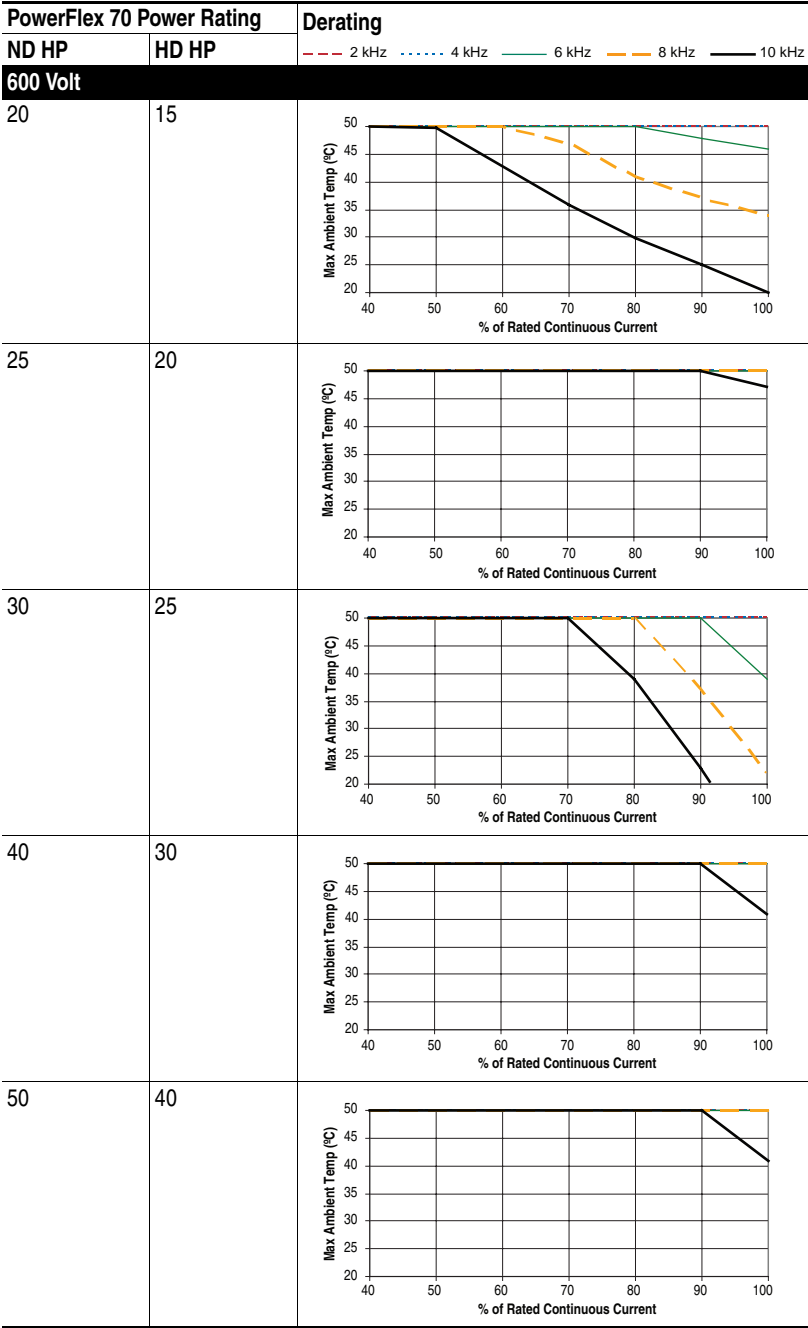 PowerFlex 70 Power Rating
Derating
ND HP
HD HP
2 kHz 4 kHz 6 kHz 8 kHz 10 kHz
600 Volt
20
15
Max Ambient Temp (ºC)
50
45
40
35
30
25
20
40 50 60 70 80 90 100
% of Rated Continuous Current
25
20
Max Ambient Temp (ºC)
50
45
40
35
30
25
20
40 50 60 70 80 90 100
% of Rated Continuous Current
30
25
Max Ambient Temp (ºC)
50
45
40
35
30
25
20
40 50 60 70 80 90 100
% of Rated Continuous Current
40
30
Max Ambient Temp (ºC)
50
45
40
35
30
25
20
40 50 60 70 80 90 100
% of Rated Continuous Current
50
40
Max Ambient Temp (ºC)
50
45
40
35
30
25
20
40 50 60 70 80 90 100
% of Rated Continuous Current